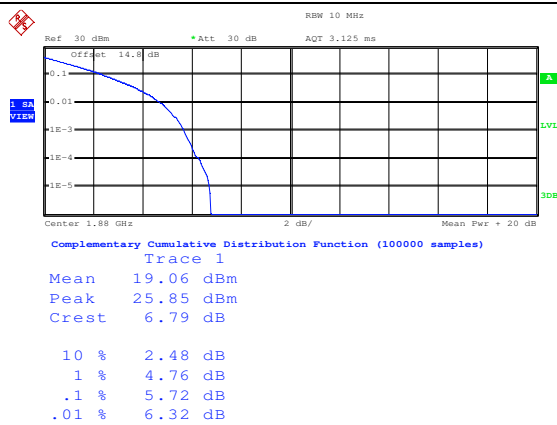 RBW 10 MHz
Ref 30 dBm *Att 30 dB AQT 3.125 ms
Offset 14.8 dB
0.1
A
0.01
1 SA
VIEW
1E-3
LVL
1E-4
1E-5
3DB
Center 1.88 GHz 2 dB/ Mean Pwr + 20 dB
Complementary Cumulative Distribution Function (100000 samples)
Trace 1
Mean 19.06 dBm
Peak 25.85 dBm
Crest 6.79 dB
10 % 2.48 dB
1 % 4.76 dB
.1 % 5.72 dB
.01 % 6.32 dB